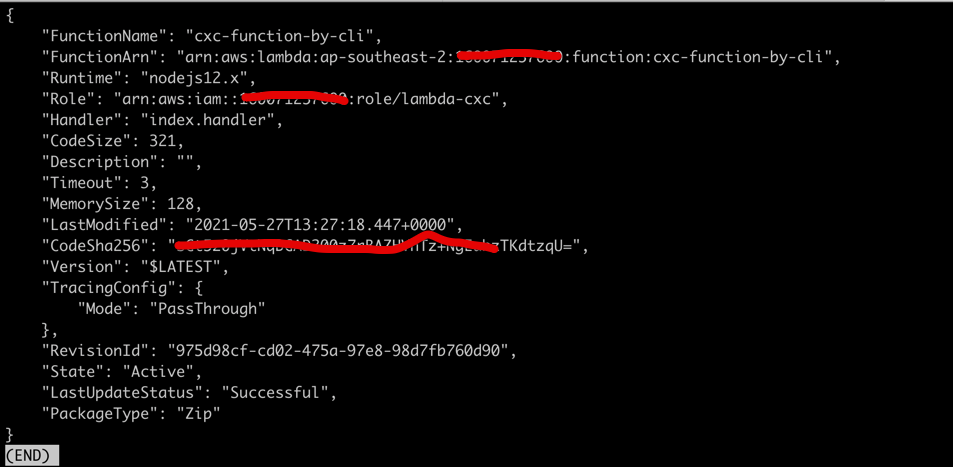 {
"FunctionName": "cxc-function-by-cli",
"FunctionArn": "arn:aws:lambda:ap-southeast-2: :function:cxc-function-by-cli",
"Runtime": "nodejs12.x",
"Role": "arn:aws:iam:: :role/lambda-cxc",
"Handler": "index.handler",
"CodeSize": 321,
"Description": "",
"Timeout": 3,
"MemorySize": 128,
"LastModified": "2021-05-27T13:27:18.447+0000",
"CodeSha256": " TKdtzqU=",
"Version": "$LATEST",
"TracingConfig": {
"Mode": "PassThrough"
},
"RevisionId": "975d98cf-cd02-475a-97e8-98d7fb760d90",
"State": "Active",
"LastUpdateStatus": "Successful",
"PackageType": "Zip"
}
(END)